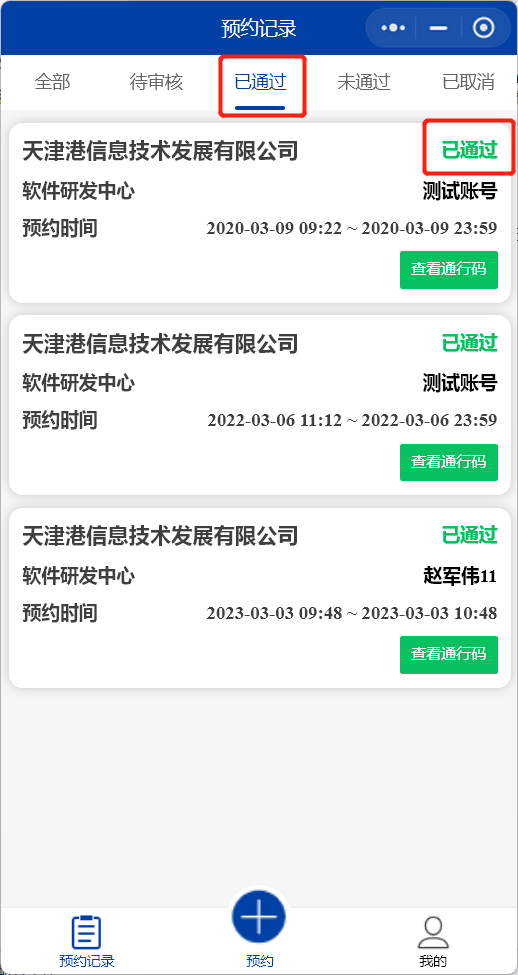 预约记录
全部 待审核 已通过 未通过 已取消
天津港信息技术发展有限公司 已通过
软件研发中心 测试账号
预约时间 2020-03-09 09:22 ~ 2020-03-09 23:59
查看通行码
天津港信息技术发展有限公司 已通过
软件研发中心 测试账号
预约时间 2022-03-06 11:12 ~ 2022-03-06 23:59
查看通行码
天津港信息技术发展有限公司 已通过
软件研发中心 赵军伟11
预约时间 2023-03-03 09:48 ~ 2023-03-03 10:48
查看通行码
预约记录 预约 我的